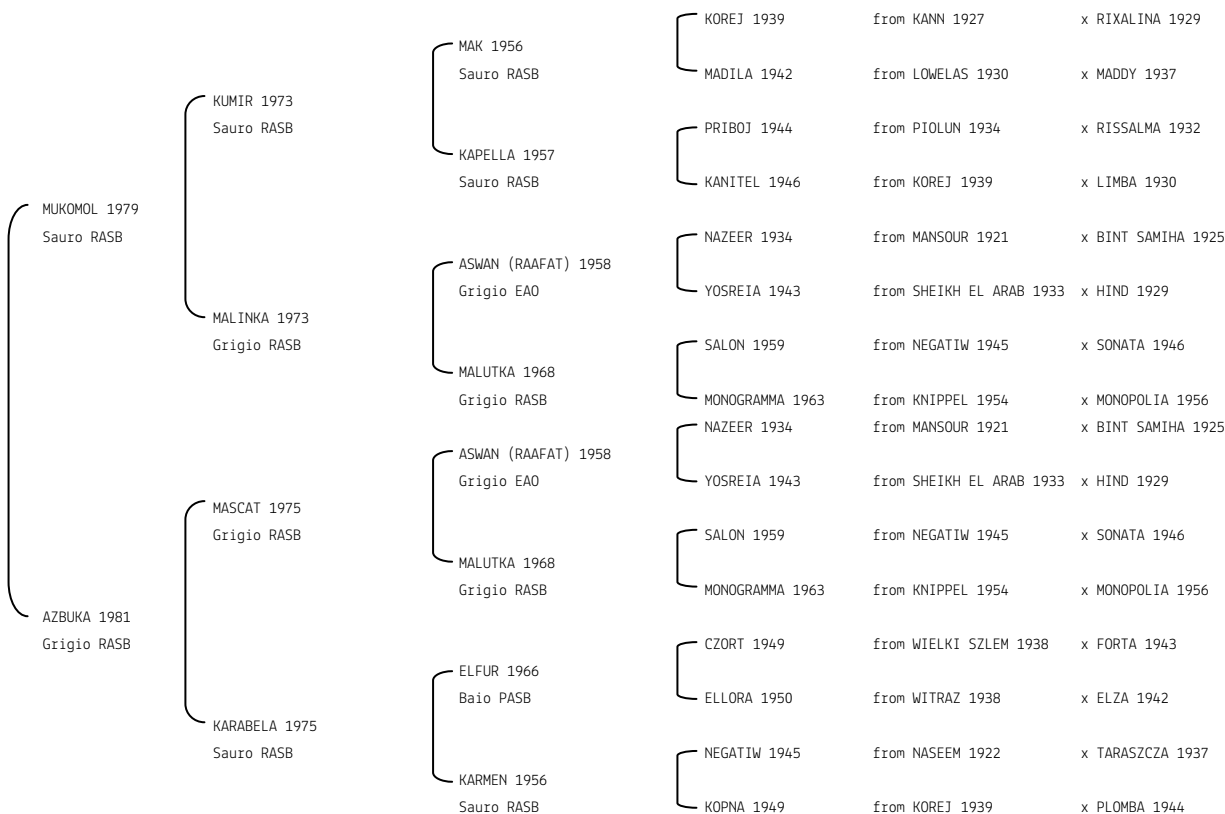 KOREJ 1939 from KANN 1927 x RIXALINA 1929
MAK 1956
Sauro RASB
MADILA 1942 from LOWELAS 1930 x MADDY 1937
KUMIR 1973
Sauro RASB
PRIBOJ 1944 from PIOLUN 1934 x RISSALMA 1932
KAPELLA 1957
Sauro RASB
KANITEL 1946 from KOREJ 1939 x LIMBA 1930
MUKOMOL 1979
Sauro RASB
NAZEER 1934 from MANSOUR 1921 x BINT SAMIHA 1925
ASWAN (RAAFAT) 1958
Grigio EAO
YOSREIA 1943 from SHEIKH EL ARAB 1933 x HIND 1929
MALINKA 1973
Grigio RASB
SALON 1959 from NEGATIW 1945 x SONATA 1946
MALUTKA 1968
Grigio RASB
MONOGRAMMA 1963 from KNIPPEL 1954 x MONOPOLIA 1956
NAZEER 1934 from MANSOUR 1921 x BINT SAMIHA 1925
ASWAN (RAAFAT) 1958
Grigio EAO
YOSREIA 1943 from SHEIKH EL ARAB 1933 x HIND 1929
MASCAT 1975
Grigio RASB
SALON 1959 from NEGATIW 1945 x SONATA 1946
MALUTKA 1968
Grigio RASB
MONOGRAMMA 1963 from KNIPPEL 1954 x MONOPOLIA 1956
AZBUKA 1981
Grigio RASB
CZORT 1949 from WIELKI SZLEM 1938 x FORTA 1943
ELFUR 1966
Baio PASB
ELLORA 1950 from WITRAZ 1938 x ELZA 1942
KARABELA 1975
Sauro RASB
NEGATIW 1945 from NASEEM 1922 x TARASZCZA 1937
KARMEN 1956
Sauro RASB
KOPNA 1949 from KOREJ 1939 x PLOMBA 1944